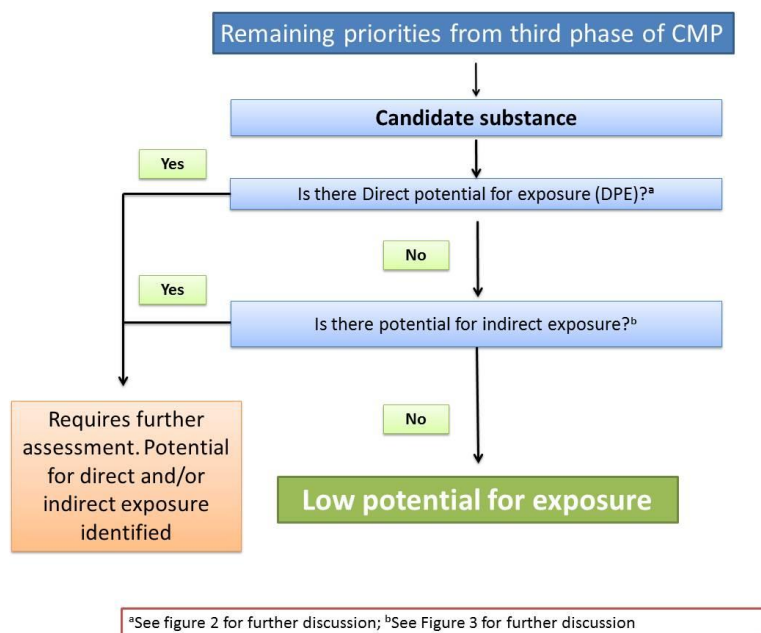 Remaining priorities from third phase of CMP
Candidate substance
Yes
Is there Direct potential for exposure (DPE)?ᵃ
No
Yes
Is there potential for indirect exposure?ᵇ
Requires further
assessment. Potential
for direct and/or
indirect exposure
identified
No
Low potential for exposure
ᵃSee figure 2 for further discussion; ᵇSee Figure 3 for further discussion